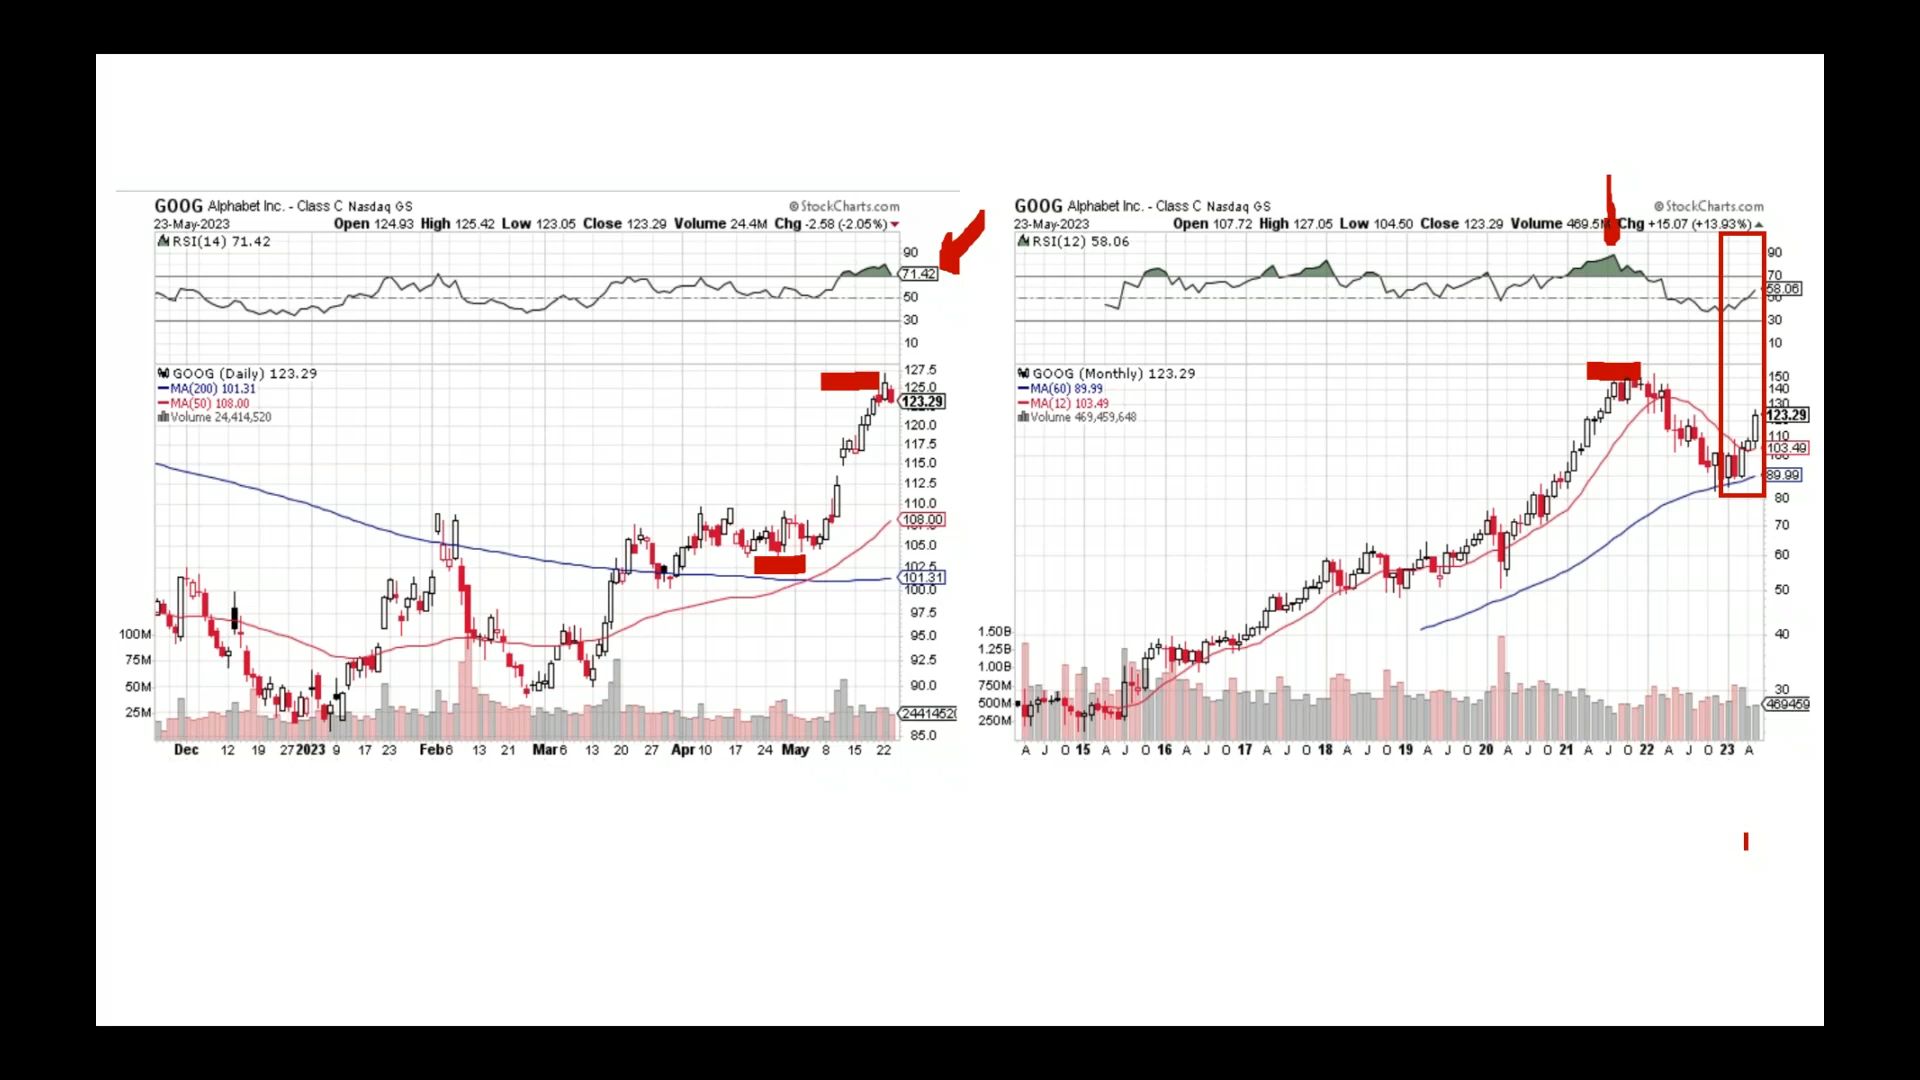 GOOG Alphabet Inc. - Class C Nasdaq GS
© StockCharts.com
23-May-2023
Open 124.93 High 125.42 Low 123.05 Close 123.29 Volume 24.4M Chg -2.58 (-2.05%)
RSI(14) 71.42
90
71.42
50
30
10
GOOG (Daily) 123.29
MA(200) 101.31
MA(50) 108.00
Volume 24,414,520
127.5
125.0
123.29
120.0
117.5
115.0
112.5
110.0
108.00
105.0
102.5
101.31
100.0
97.5
95.0
92.5
90.0
24414520
85.0
100M
75M
50M
25M
Dec 12 19 27 2023 9 17 23 Feb 6 13 21 Mar 6 13 20 27 Apr 10 17 24 May 8 15 22
GOOG Alphabet Inc. - Class C Nasdaq GS
© StockCharts.com
23-May-2023
Open 107.72 High 127.05 Low 104.50 Close 123.29 Volume 469.5M Chg +15.07 (+13.93%)
RSI(12) 58.06
90
70
58.06
50
30
10
GOOG (Monthly) 123.29
MA(60) 89.99
MA(12) 103.49
Volume 469,459,648
150
140
130
123.29
110
103.49
100
89.99
80
70
60
50
40
30
469459
1.50B
1.25B
1.00B
750M
500M
250M
A J O 15 A J O 16 A J O 17 A J O 18 A J O 19 A J O 20 A J O 21 A J O 22 A J O 23 A